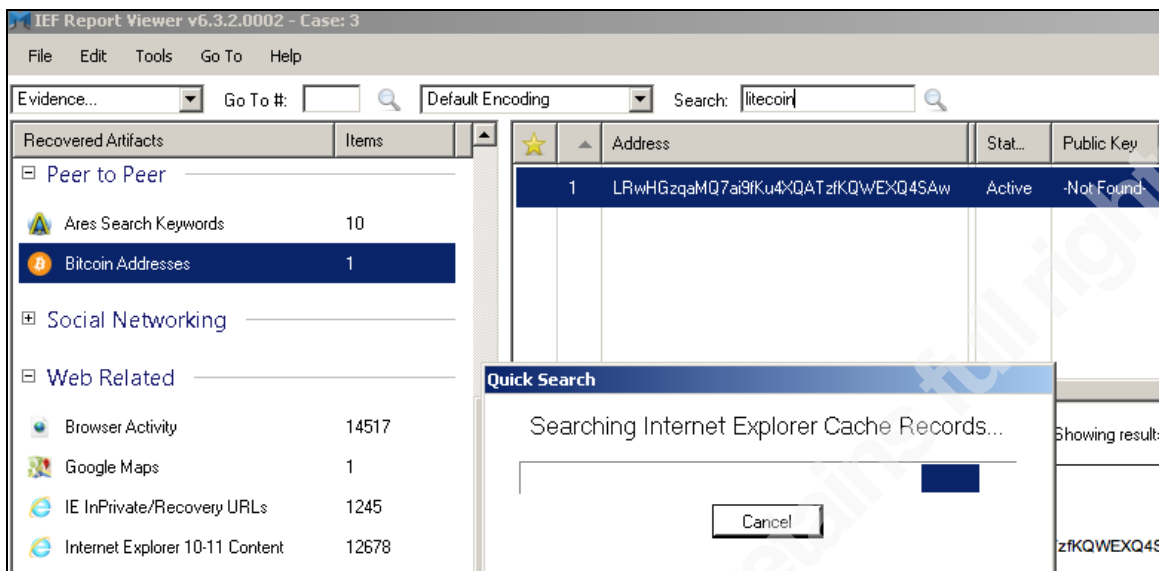 IEF Report Viewer v6.3.2.0002 - Case: 3
File Edit Tools Go To Help
Evidence... Go To #: Default Encoding Search: litecoin
Recovered Artifacts Items
Address Stat... Public Key
Peer to Peer
1 LRwHGzqaMQ7ai9fKu4XQATzfKQWEXQ4SAw Active -Not Found-
Ares Search Keywords 10
Bitcoin Addresses 1
Social Networking
Web Related
Quick Search
Searching Internet Explorer Cache Records...
Showing result
Cancel
zfKQWEXQ4S
Browser Activity 14517
Google Maps 1
IE InPrivate/Recovery URLs 1245
Internet Explorer 10-11 Content 12678
tains full right